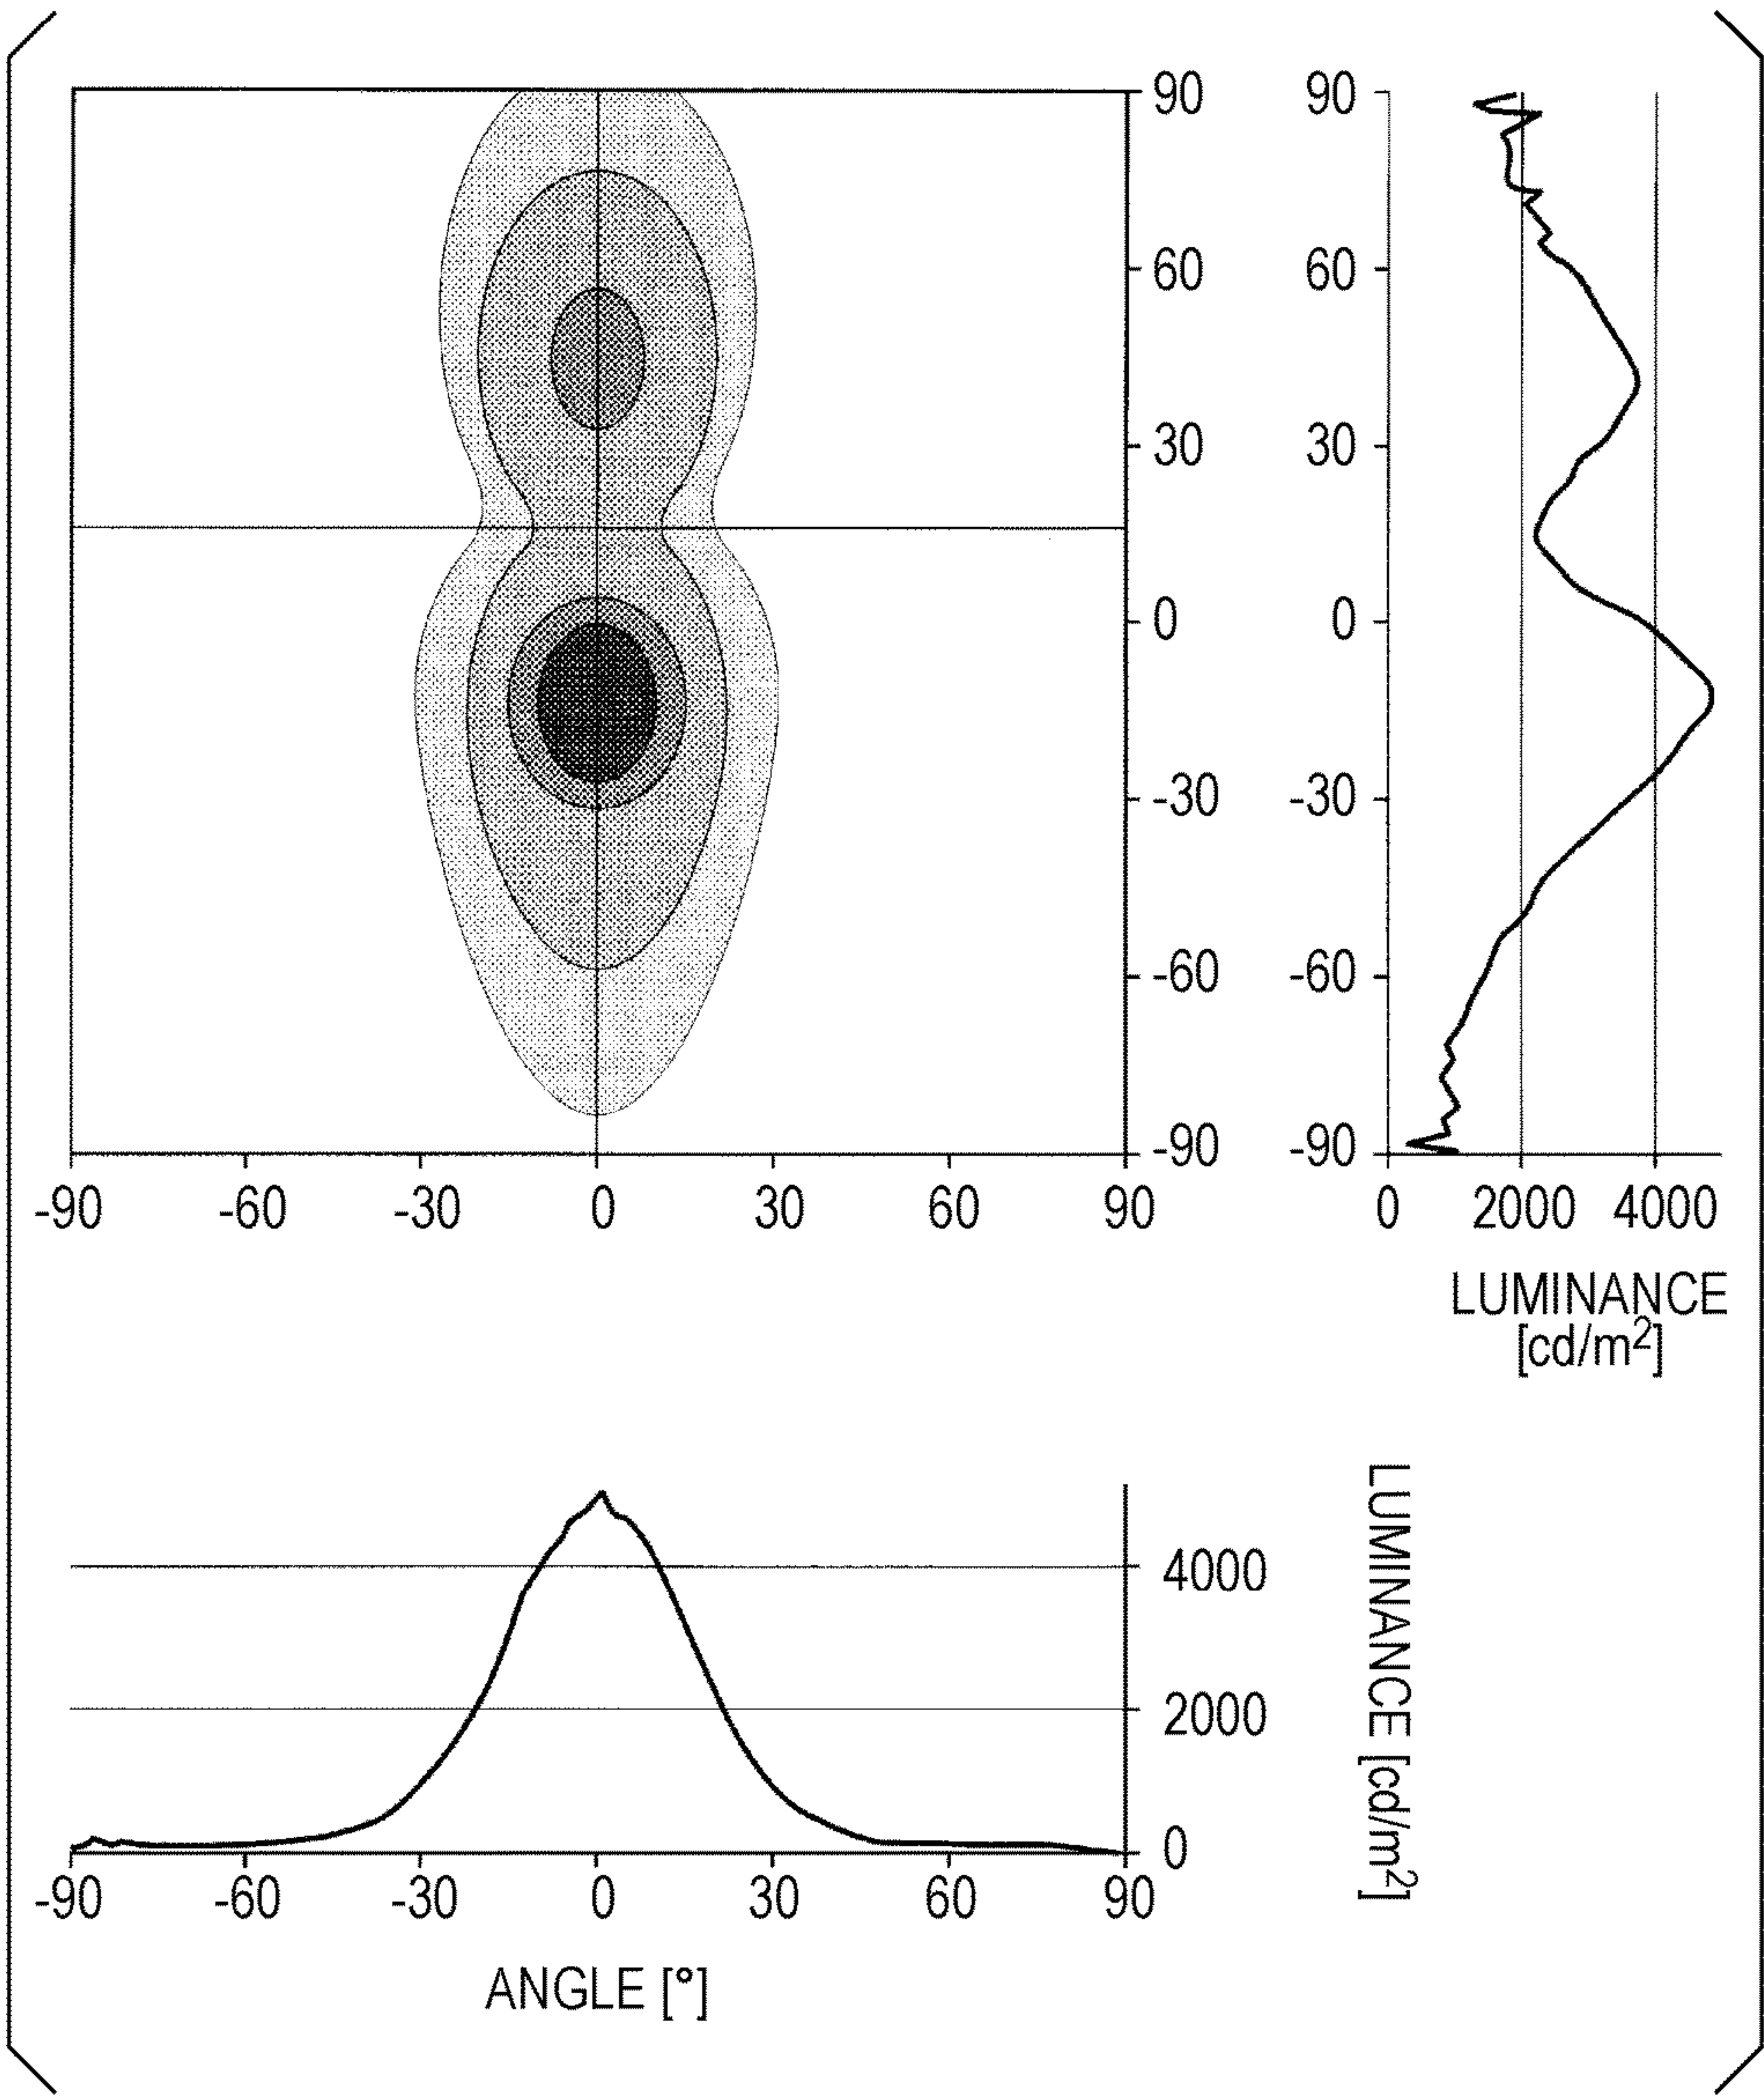 90 90
60 60
30 30
0 0
-30 -30
-60 -60
-90 -90
-90 -60 -30 0 30 60 90 0 2000 4000
LUMINANCE
[cd/m²]
4000
2000
0
LUMINANCE [cd/m²]
-90 -60 -30 0 30 60 90
ANGLE [°]